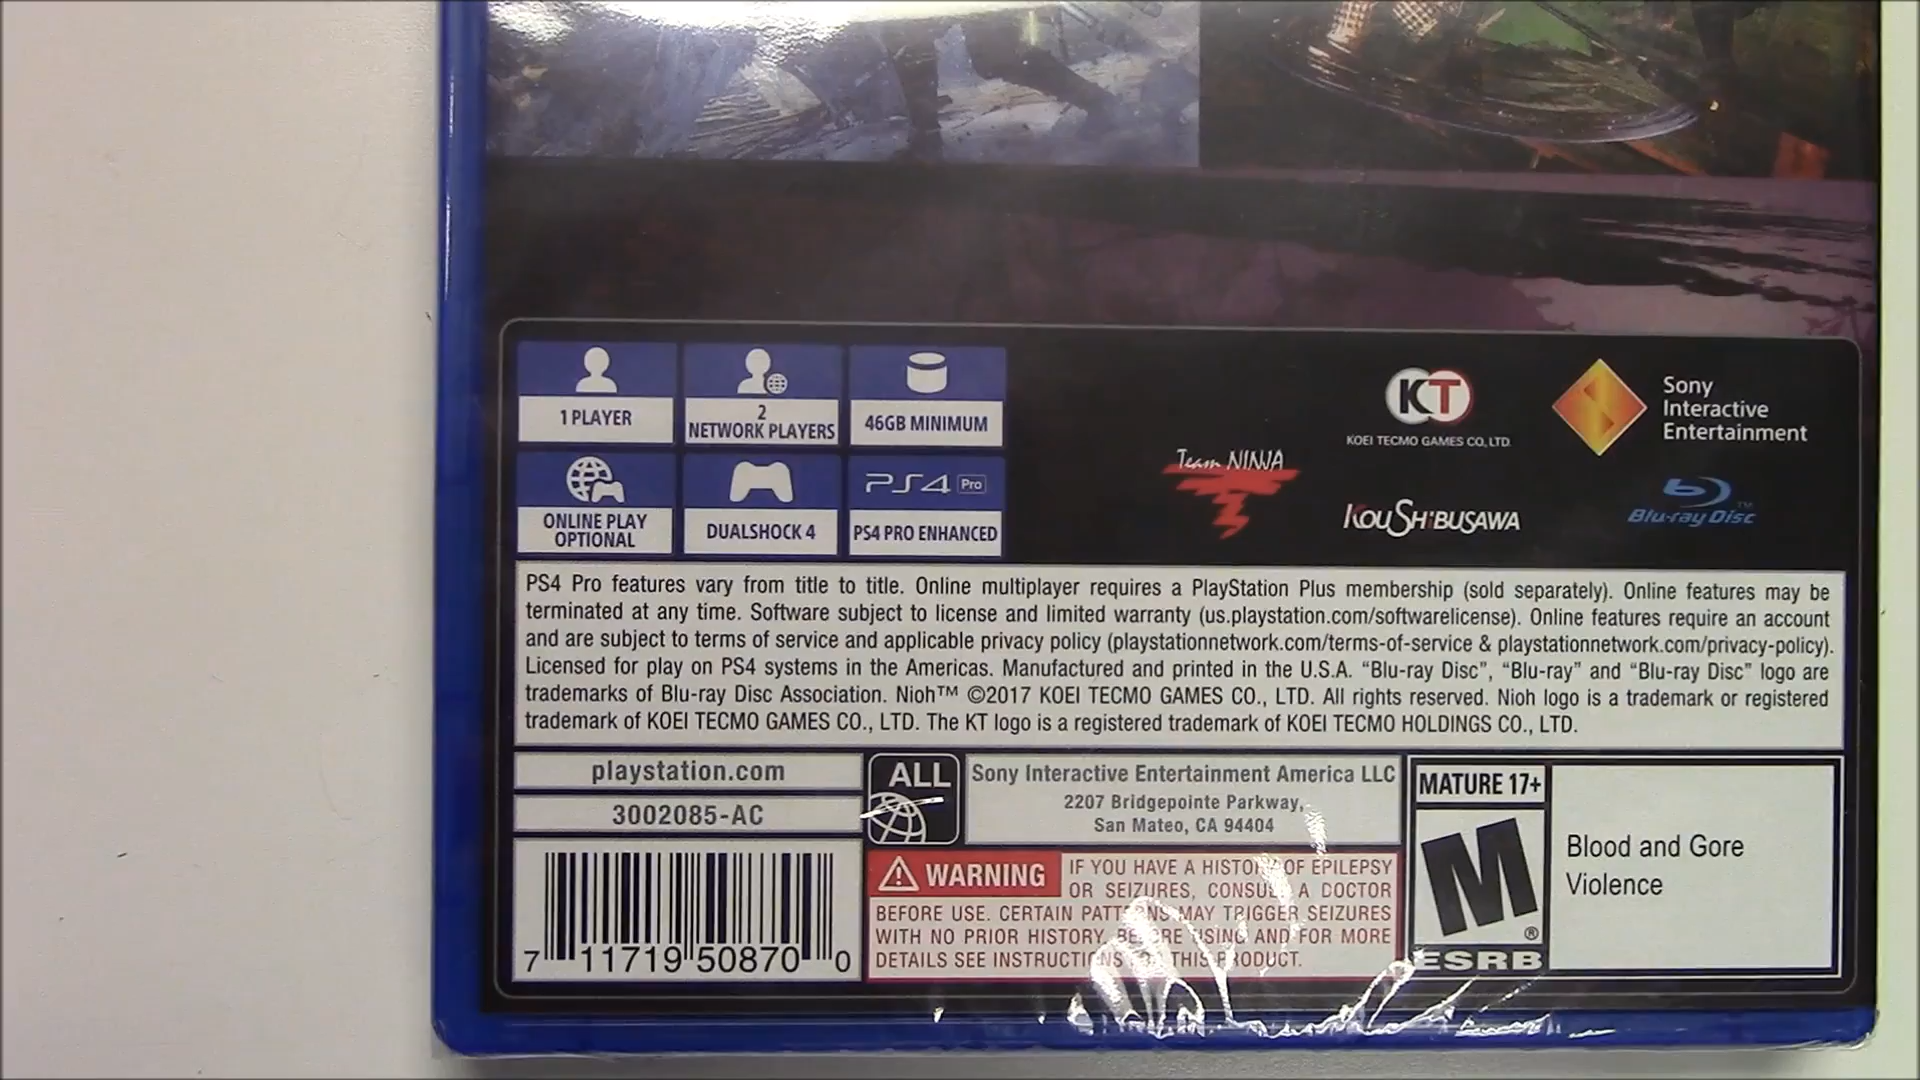 1 PLAYER
2
NETWORK PLAYERS
46GB MINIMUM
ONLINE PLAY
OPTIONAL
DUALSHOCK 4
PS4 Pro
PS4 PRO ENHANCED
Team NINJA
KT
KOEI TECMO GAMES CO., LTD.
KOU SHIBUSAWA
Sony
Interactive
Entertainment
Blu-ray Disc™
PS4 Pro features vary from title to title. Online multiplayer requires a PlayStation Plus membership (sold separately). Online features may be
terminated at any time. Software subject to license and limited warranty (us.playstation.com/softwarelicense). Online features require an account
and are subject to terms of service and applicable privacy policy (playstationnetwork.com/terms-of-service & playstationnetwork.com/privacy-policy).
Licensed for play on PS4 systems in the Americas. Manufactured and printed in the U.S.A. “Blu-ray Disc”, “Blu-ray” and “Blu-ray Disc” logo are
trademarks of Blu-ray Disc Association. Nioh™ ©2017 KOEI TECMO GAMES CO., LTD. All rights reserved. Nioh logo is a trademark or registered
trademark of KOEI TECMO GAMES CO., LTD. The KT logo is a registered trademark of KOEI TECMO HOLDINGS CO., LTD.
playstation.com
3002085-AC
7 11719 50870 0
ALL
Sony Interactive Entertainment America LLC
2207 Bridgepointe Parkway,
San Mateo, CA 94404
WARNING IF YOU HAVE A HISTORY OF EPILEPSY
OR SEIZURES, CONSULT A DOCTOR
BEFORE USE. CERTAIN PATTERNS MAY TRIGGER SEIZURES
WITH NO PRIOR HISTORY. BEFORE USING AND FOR MORE
DETAILS SEE INSTRUCTIONS FOR THIS PRODUCT.
MATURE 17+
M®
ESRB
Blood and Gore
Violence